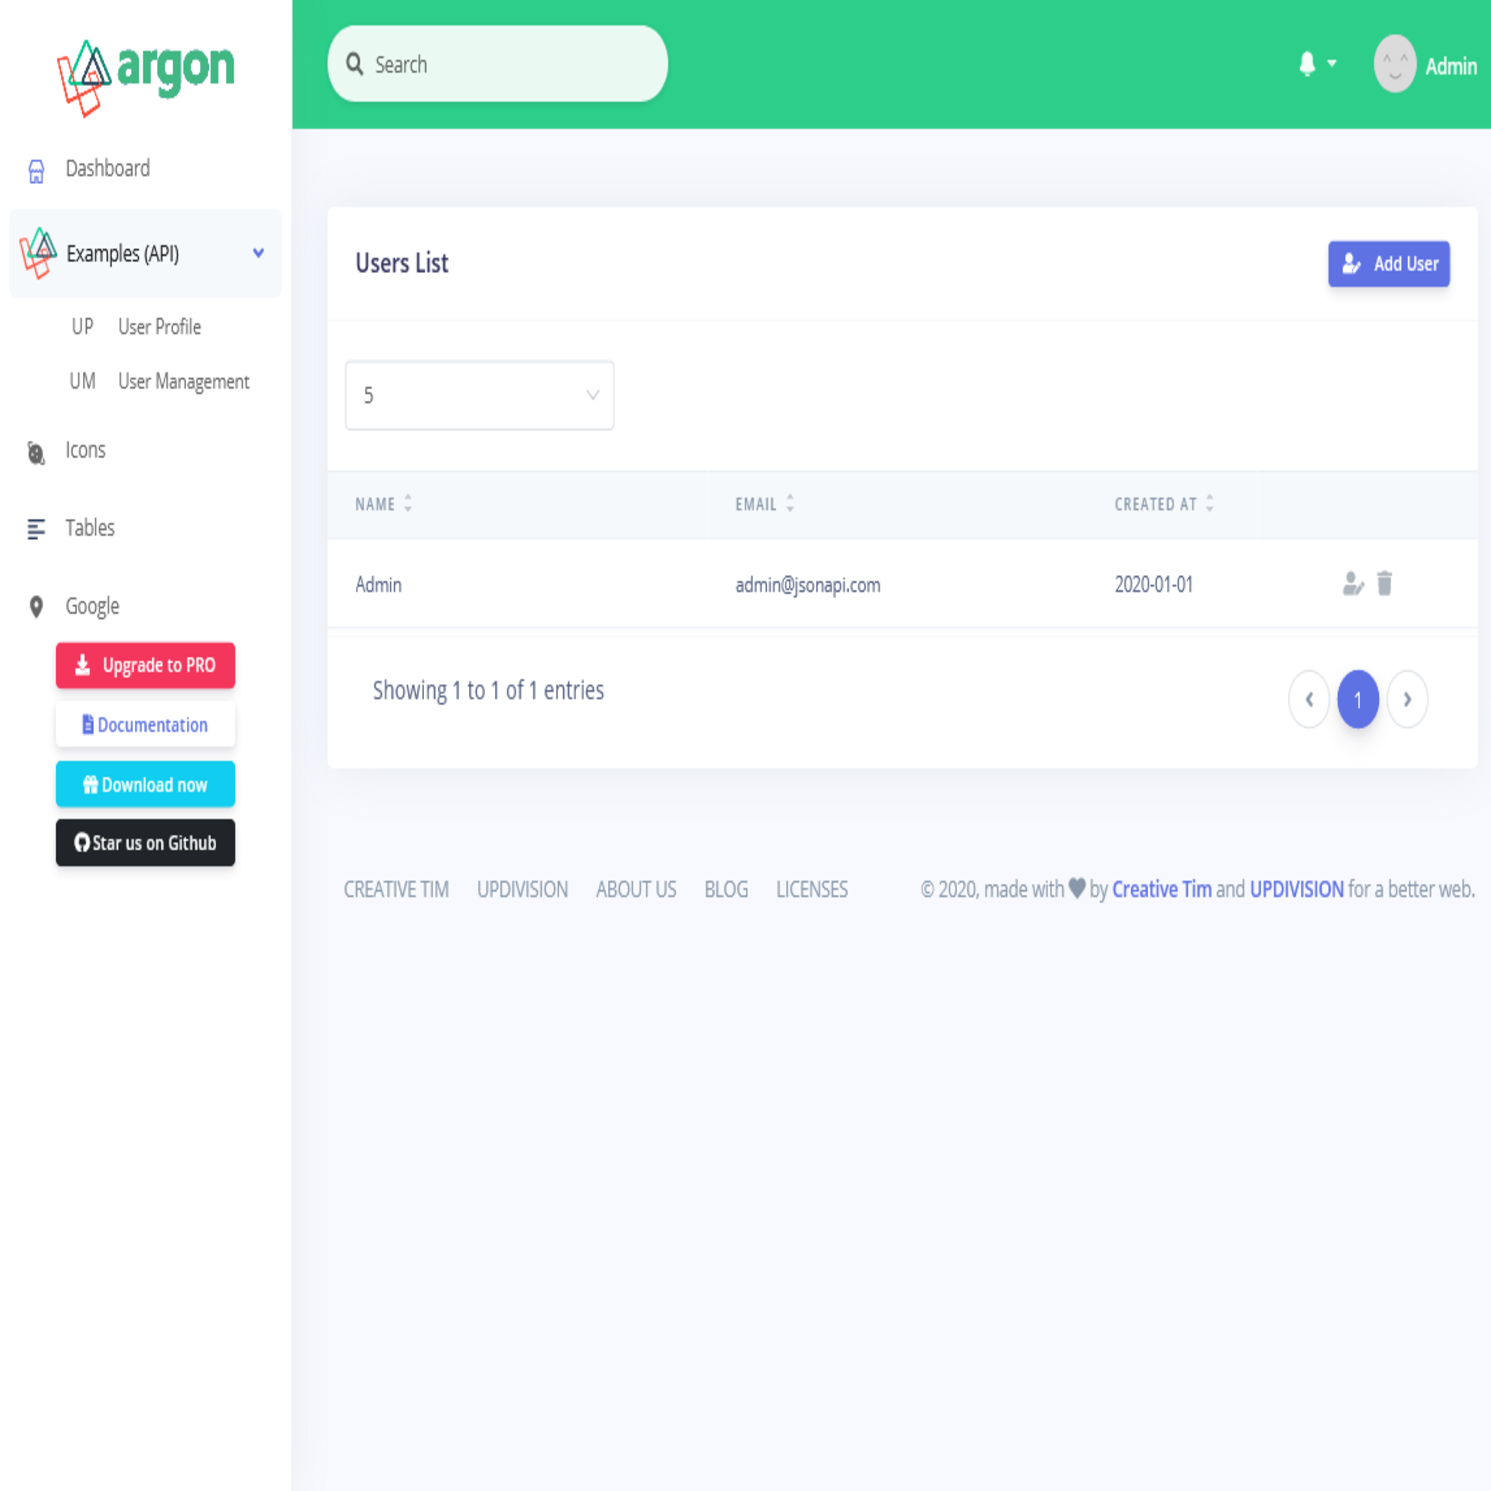 argon
Search
Admin
Dashboard
Examples (API)
UP User Profile
UM User Management
Icons
Tables
Google
Upgrade to PRO
Documentation
Download now
Star us on Github
Users List
Add User
5
NAME EMAIL CREATED AT
Admin admin@jsonapi.com 2020-01-01
Showing 1 to 1 of 1 entries
1
CREATIVE TIM UPDIVISION ABOUT US BLOG LICENSES
© 2020, made with by Creative Tim and UPDIVISION for a better web.